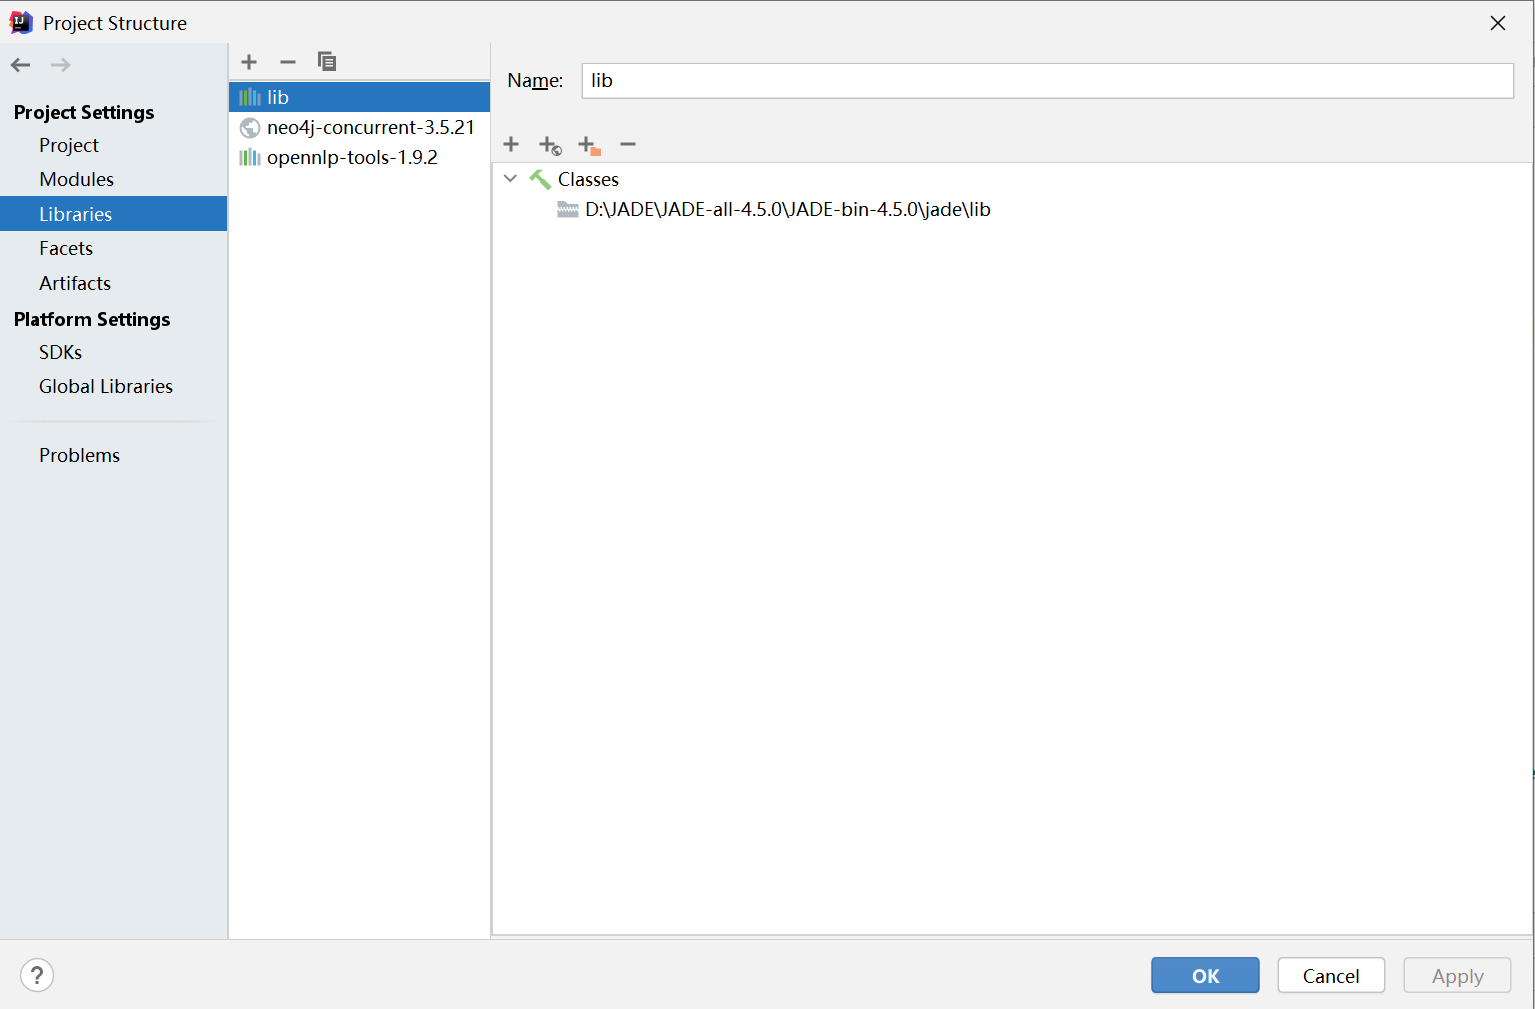 Project Structure
Project Settings
Project
Modules
Libraries
Facets
Artifacts
Platform Settings
SDKs
Global Libraries
Problems
lib
neo4j-concurrent-3.5.21
opennlp-tools-1.9.2
Name: lib
Classes
D:\JADE\JADE-all-4.5.0\JADE-bin-4.5.0\jade\lib
?
OK
Cancel
Apply